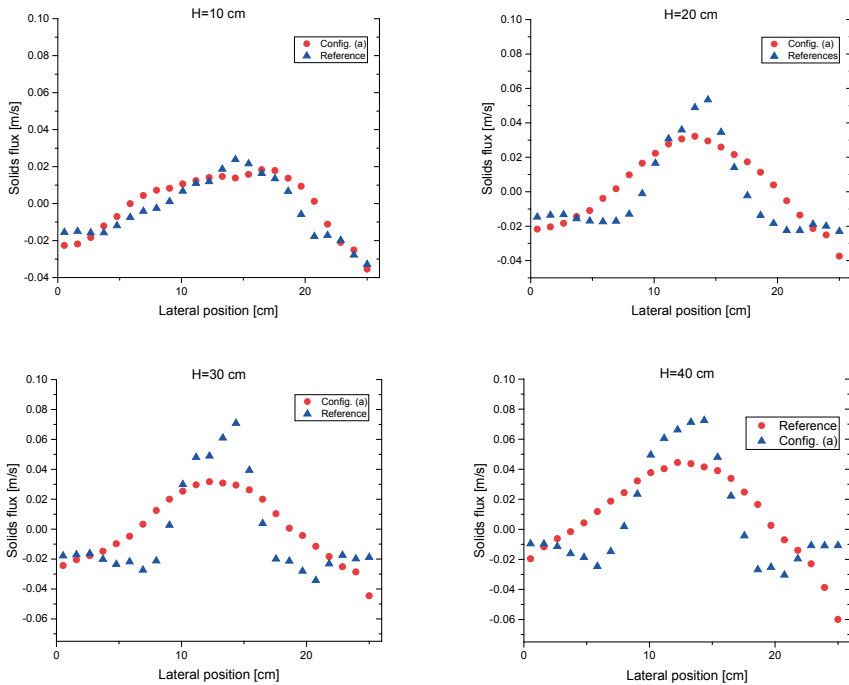 H=10 cm
Config. (a)
Reference
Solids flux [m/s]
0.10
0.08
0.06
0.04
0.02
0.00
-0.02
-0.04
0
10
20
Lateral position [cm]
H=20 cm
Config. (a)
References
Solids flux [m/s]
0.10
0.08
0.06
0.04
0.02
0.00
-0.02
-0.04
0
10
20
Lateral position [cm]
H=30 cm
Config. (a)
Reference
Solids flux [m/s]
0.10
0.08
0.06
0.04
0.02
0.00
-0.02
-0.04
-0.06
0
10
20
Lateral position [cm]
H=40 cm
Reference
Config. (a)
Solids flux [m/s]
0.10
0.08
0.06
0.04
0.02
0.00
-0.02
-0.04
-0.06
0
10
20
Lateral position [cm]